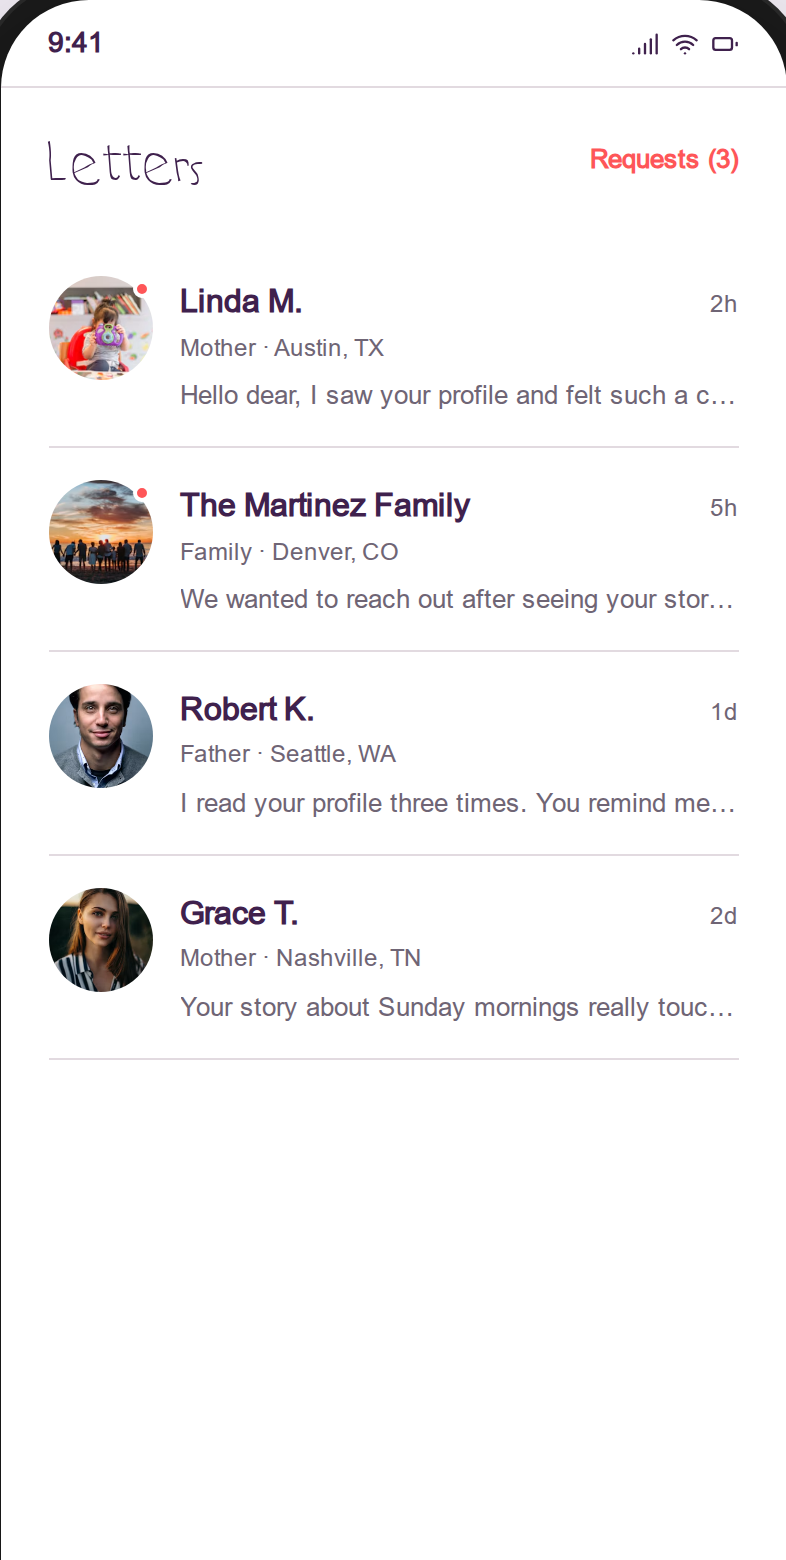 9:41
Letters
Requests (3)
Linda M.
2h
Mother · Austin, TX
Hello dear, I saw your profile and felt such a c...
The Martinez Family
5h
Family · Denver, CO
We wanted to reach out after seeing your stor...
Robert K.
1d
Father · Seattle, WA
I read your profile three times. You remind me...
Grace T.
2d
Mother · Nashville, TN
Your story about Sunday mornings really touc...